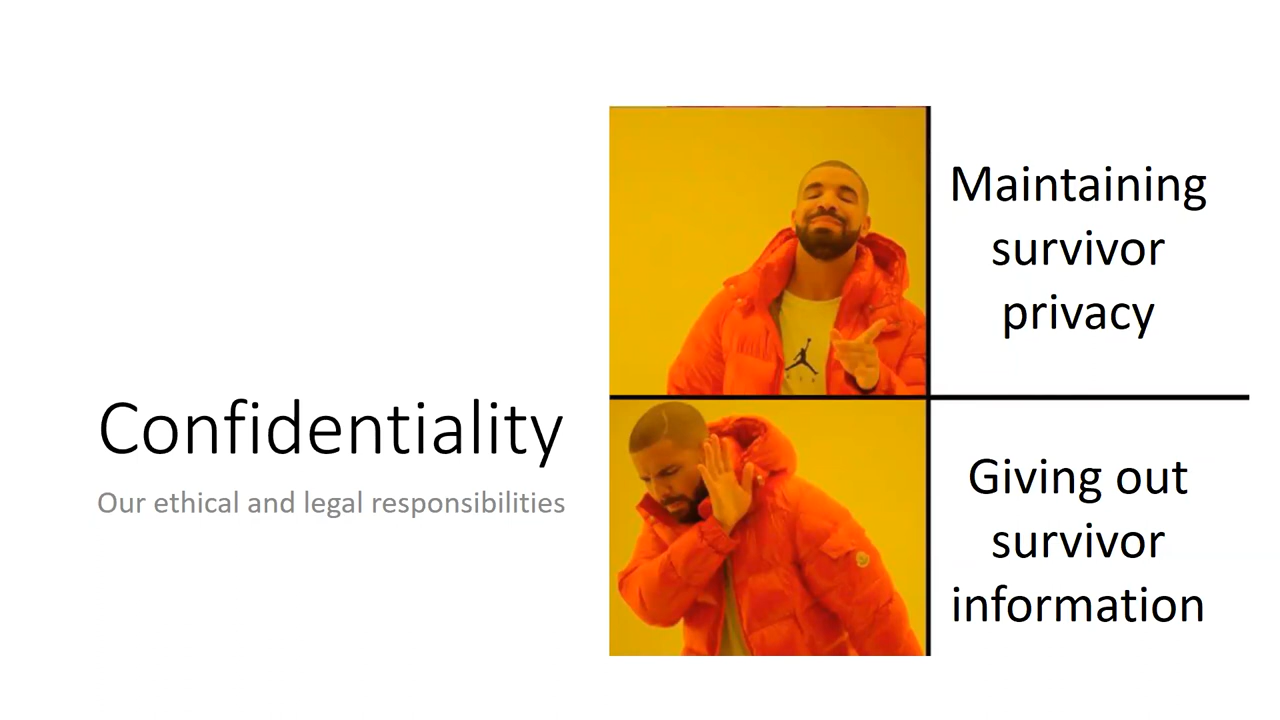 Confidentiality
Our ethical and legal responsibilities
Maintaining
survivor
privacy
Giving out
survivor
information